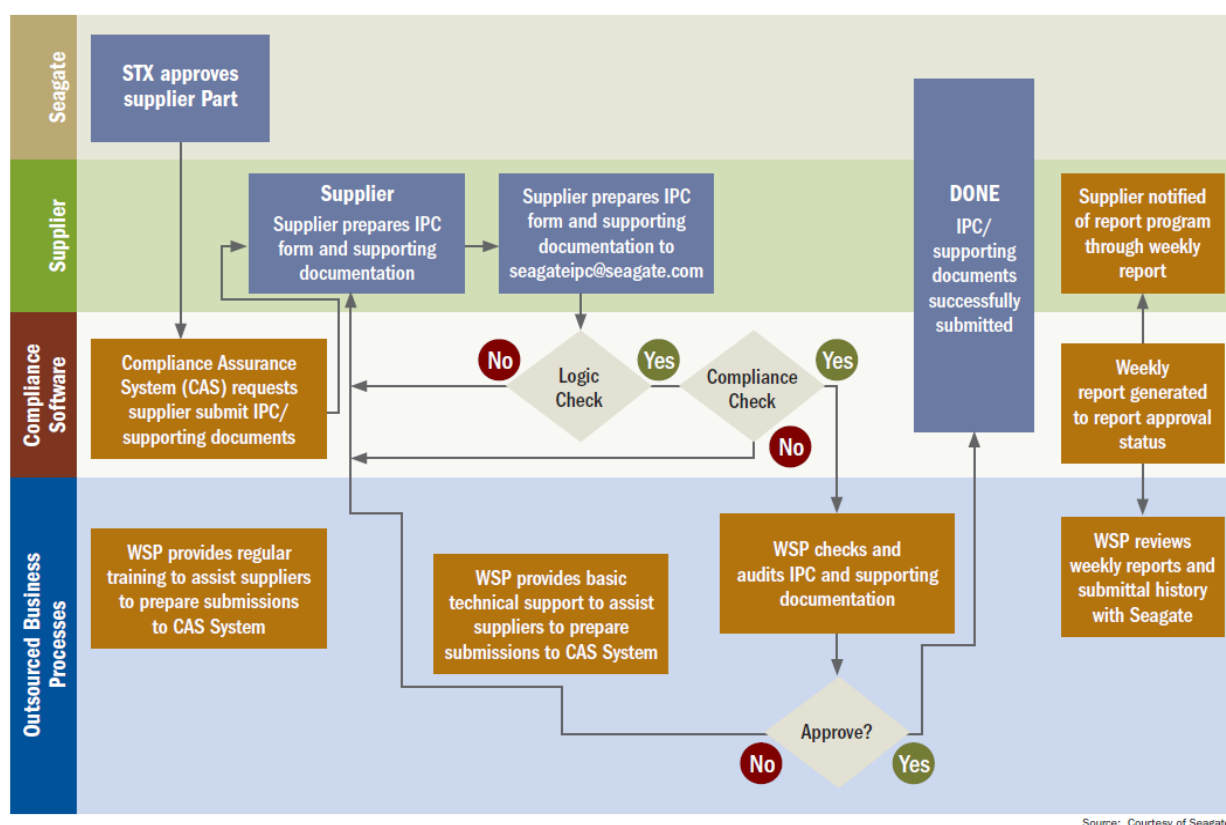 Seagate
STX approves
supplier Part
Supplier
Supplier
Supplier prepares IPC
form and supporting
documentation
Supplier prepares IPC
form and supporting
documentation to
seagateipc@seagate.com
DONE
IPC/
supporting
documents
successfully
submitted
Supplier notified
of report program
through weekly
report
Compliance
Software
Compliance Assurance
System (CAS) requests
supplier submit IPC/
supporting documents
No
Logic
Check
Yes
Compliance
Check
Yes
No
Weekly
report generated
to report approval
status
Outsourced Business
Processes
WSP provides regular
training to assist suppliers
to prepare submissions
to CAS System
WSP provides basic
technical support to assist
suppliers to prepare
submissions to CAS System
WSP checks and
audits IPC and supporting
documentation
WSP reviews
weekly reports and
submittal history
with Seagate
Approve?
No
Yes
Source: Courtesy of Seagate